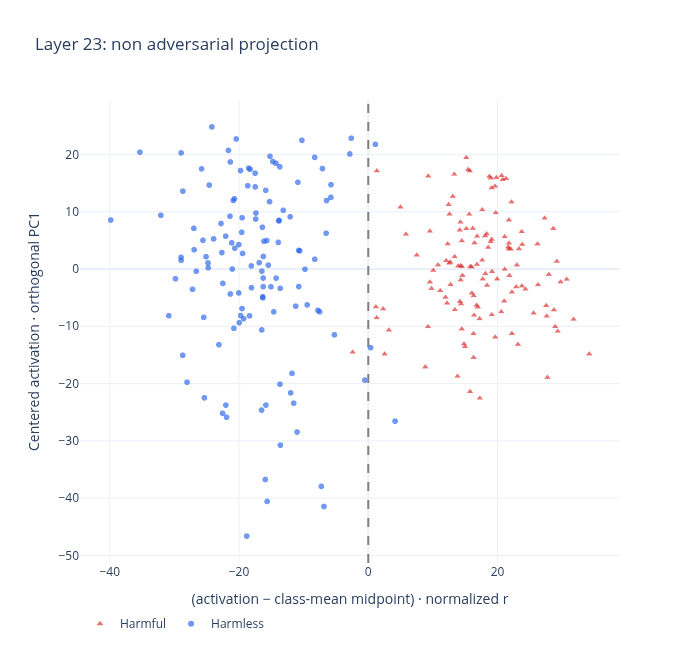 Layer 23: non adversarial projection
Centered activation · orthogonal PC1
20
10
0
−10
−20
−30
−40
−50
−40
−20
0
20
(activation − class-mean midpoint) · normalized r
Harmful
Harmless